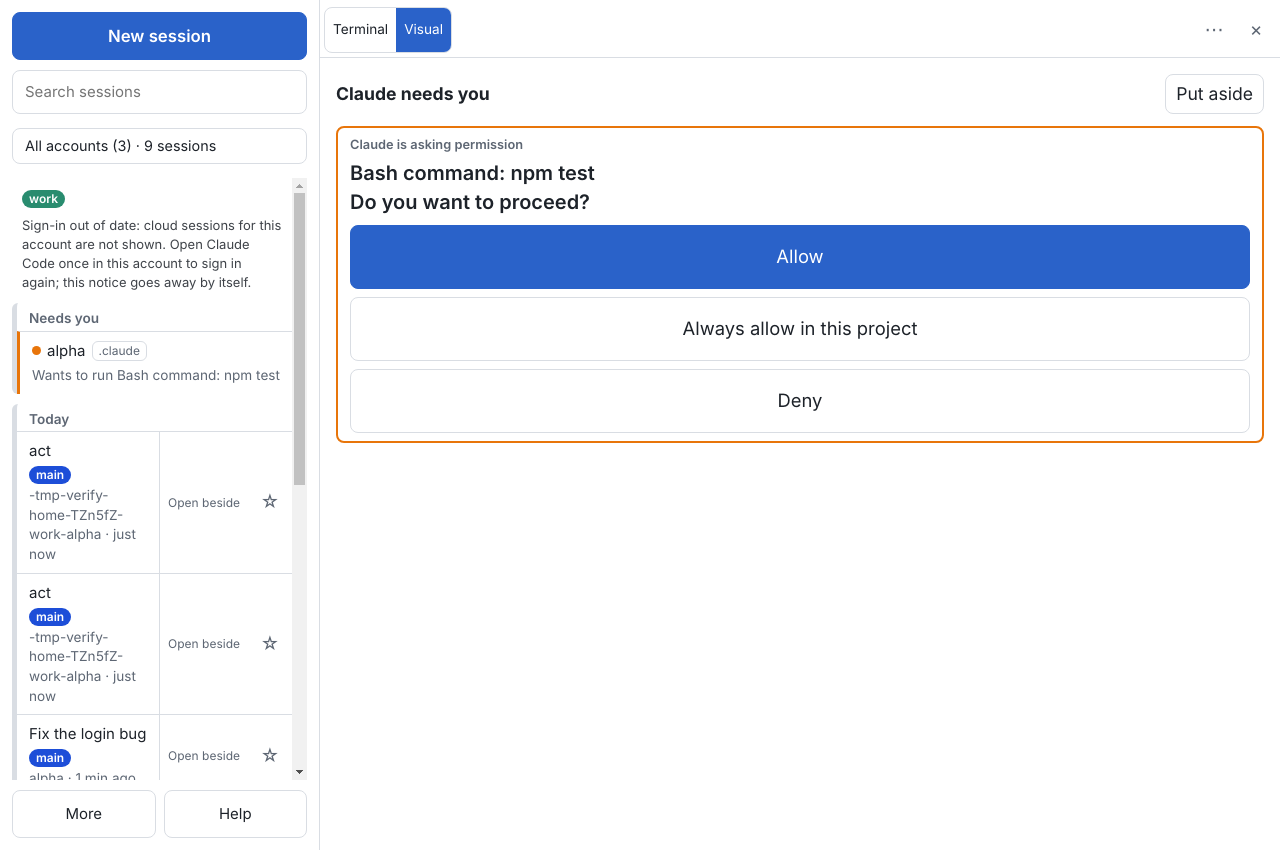 New session
Search sessions
All accounts (3) · 9 sessions
work
Sign-in out of date: cloud sessions for this
account are not shown. Open Claude
Code once in this account to sign in
again; this notice goes away by itself.
Needs you
alpha .claude
Wants to run Bash command: npm test
Today
act
main
-tmp-verify-
home-TZn5fZ-
work-alpha · just
now
Open beside
act
main
-tmp-verify-
home-TZn5fZ-
work-alpha · just
now
Open beside
Fix the login bug
main
alpha · 1 min ago
Open beside
More
Help
Terminal
Visual
Claude needs you
Put aside
Claude is asking permission
Bash command: npm test
Do you want to proceed?
Allow
Always allow in this project
Deny